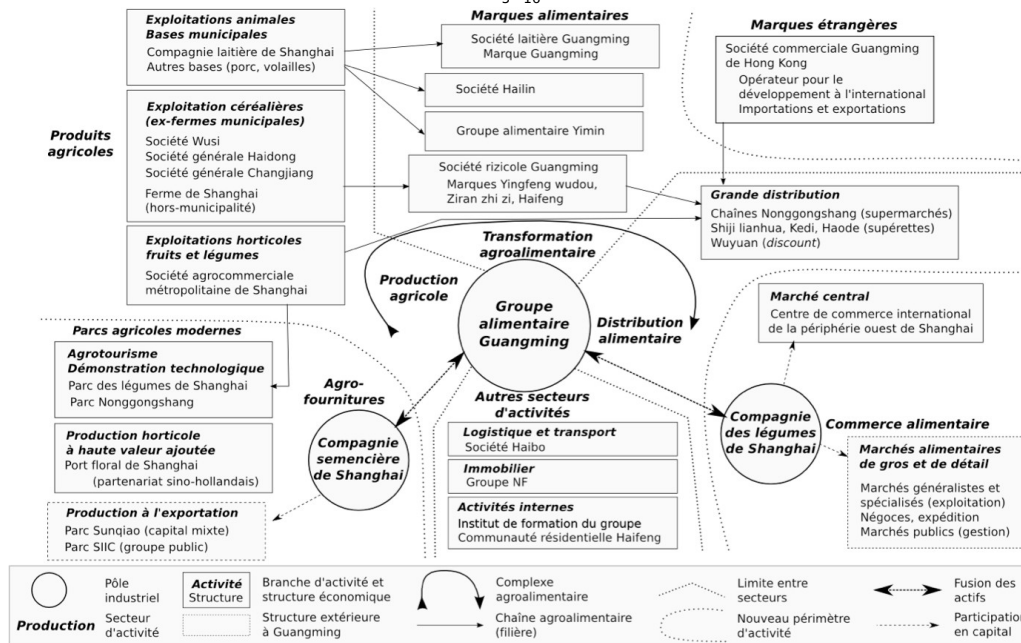 Exploitations animales
Bases municipales
Compagnie laitière de Shanghai
Autres bases (porc, volailles)
Exploitation céréalières
(ex-fermes municipales)
Société Wusi
Société générale Haidong
Société générale Changjiang
Ferme de Shanghai
(hors-municipalité)
Produits
agricoles
Exploitations horticoles
fruits et légumes
Société agrocommerciale
métropolitaine de Shanghai
Marques alimentaires
Société laitière Guangming
Marque Guangming
Société Hailin
Groupe alimentaire Yimin
Société rizicole Guangming
Marques Yingfeng wudou,
Ziran zhi zi, Haifeng
Marques étrangères
Société commerciale Guangming
de Hong Kong
Opérateur pour le
développement à l'international
Importations et exportations
Grande distribution
Chaînes Nonggongshang (supermarchés)
Shiji lianhua, Kedi, Haode (supérettes)
Wuyuan (discount)
Transformation
agroalimentaire
Production
agricole
Groupe
alimentaire
Guangming
Distribution
alimentaire
Marché central
Centre de commerce international
de la périphérie ouest de Shanghai
Parcs agricoles modernes
Agrotourisme
Démonstration technologique
Parc des légumes de Shanghai
Parc Nonggongshang
Production horticole
à haute valeur ajoutée
Port floral de Shanghai
(partenariat sino-hollandais)
Production à l'exportation
Parc Sunqiao (capital mixte)
Parc SIIC (groupe public)
Agro-
fournitures
Compagnie
semencière
de Shanghai
Autres secteurs
d'activités
Logistique et transport
Société Haibo
Immobilier
Groupe NF
Activités internes
Institut de formation du groupe
Communauté résidentielle Haifeng
Compagnie
des légumes
de Shanghai
Commerce alimentaire
Marchés alimentaires
de gros et de détail
Marchés généralistes et
spécialisés (exploitation)
Négoces, expédition
Marchés publics (gestion)
Pôle
industriel
Production
Secteur
d'activité
Activité
Structure
Branche d'activité et
structure économique
Structure extérieure
à Guangming
Complexe
agroalimentaire
Chaîne agroalimentaire
(filière)
Limite entre
secteurs
Nouveau périmètre
d'activité
Fusion des
actifs
Participation
en capital